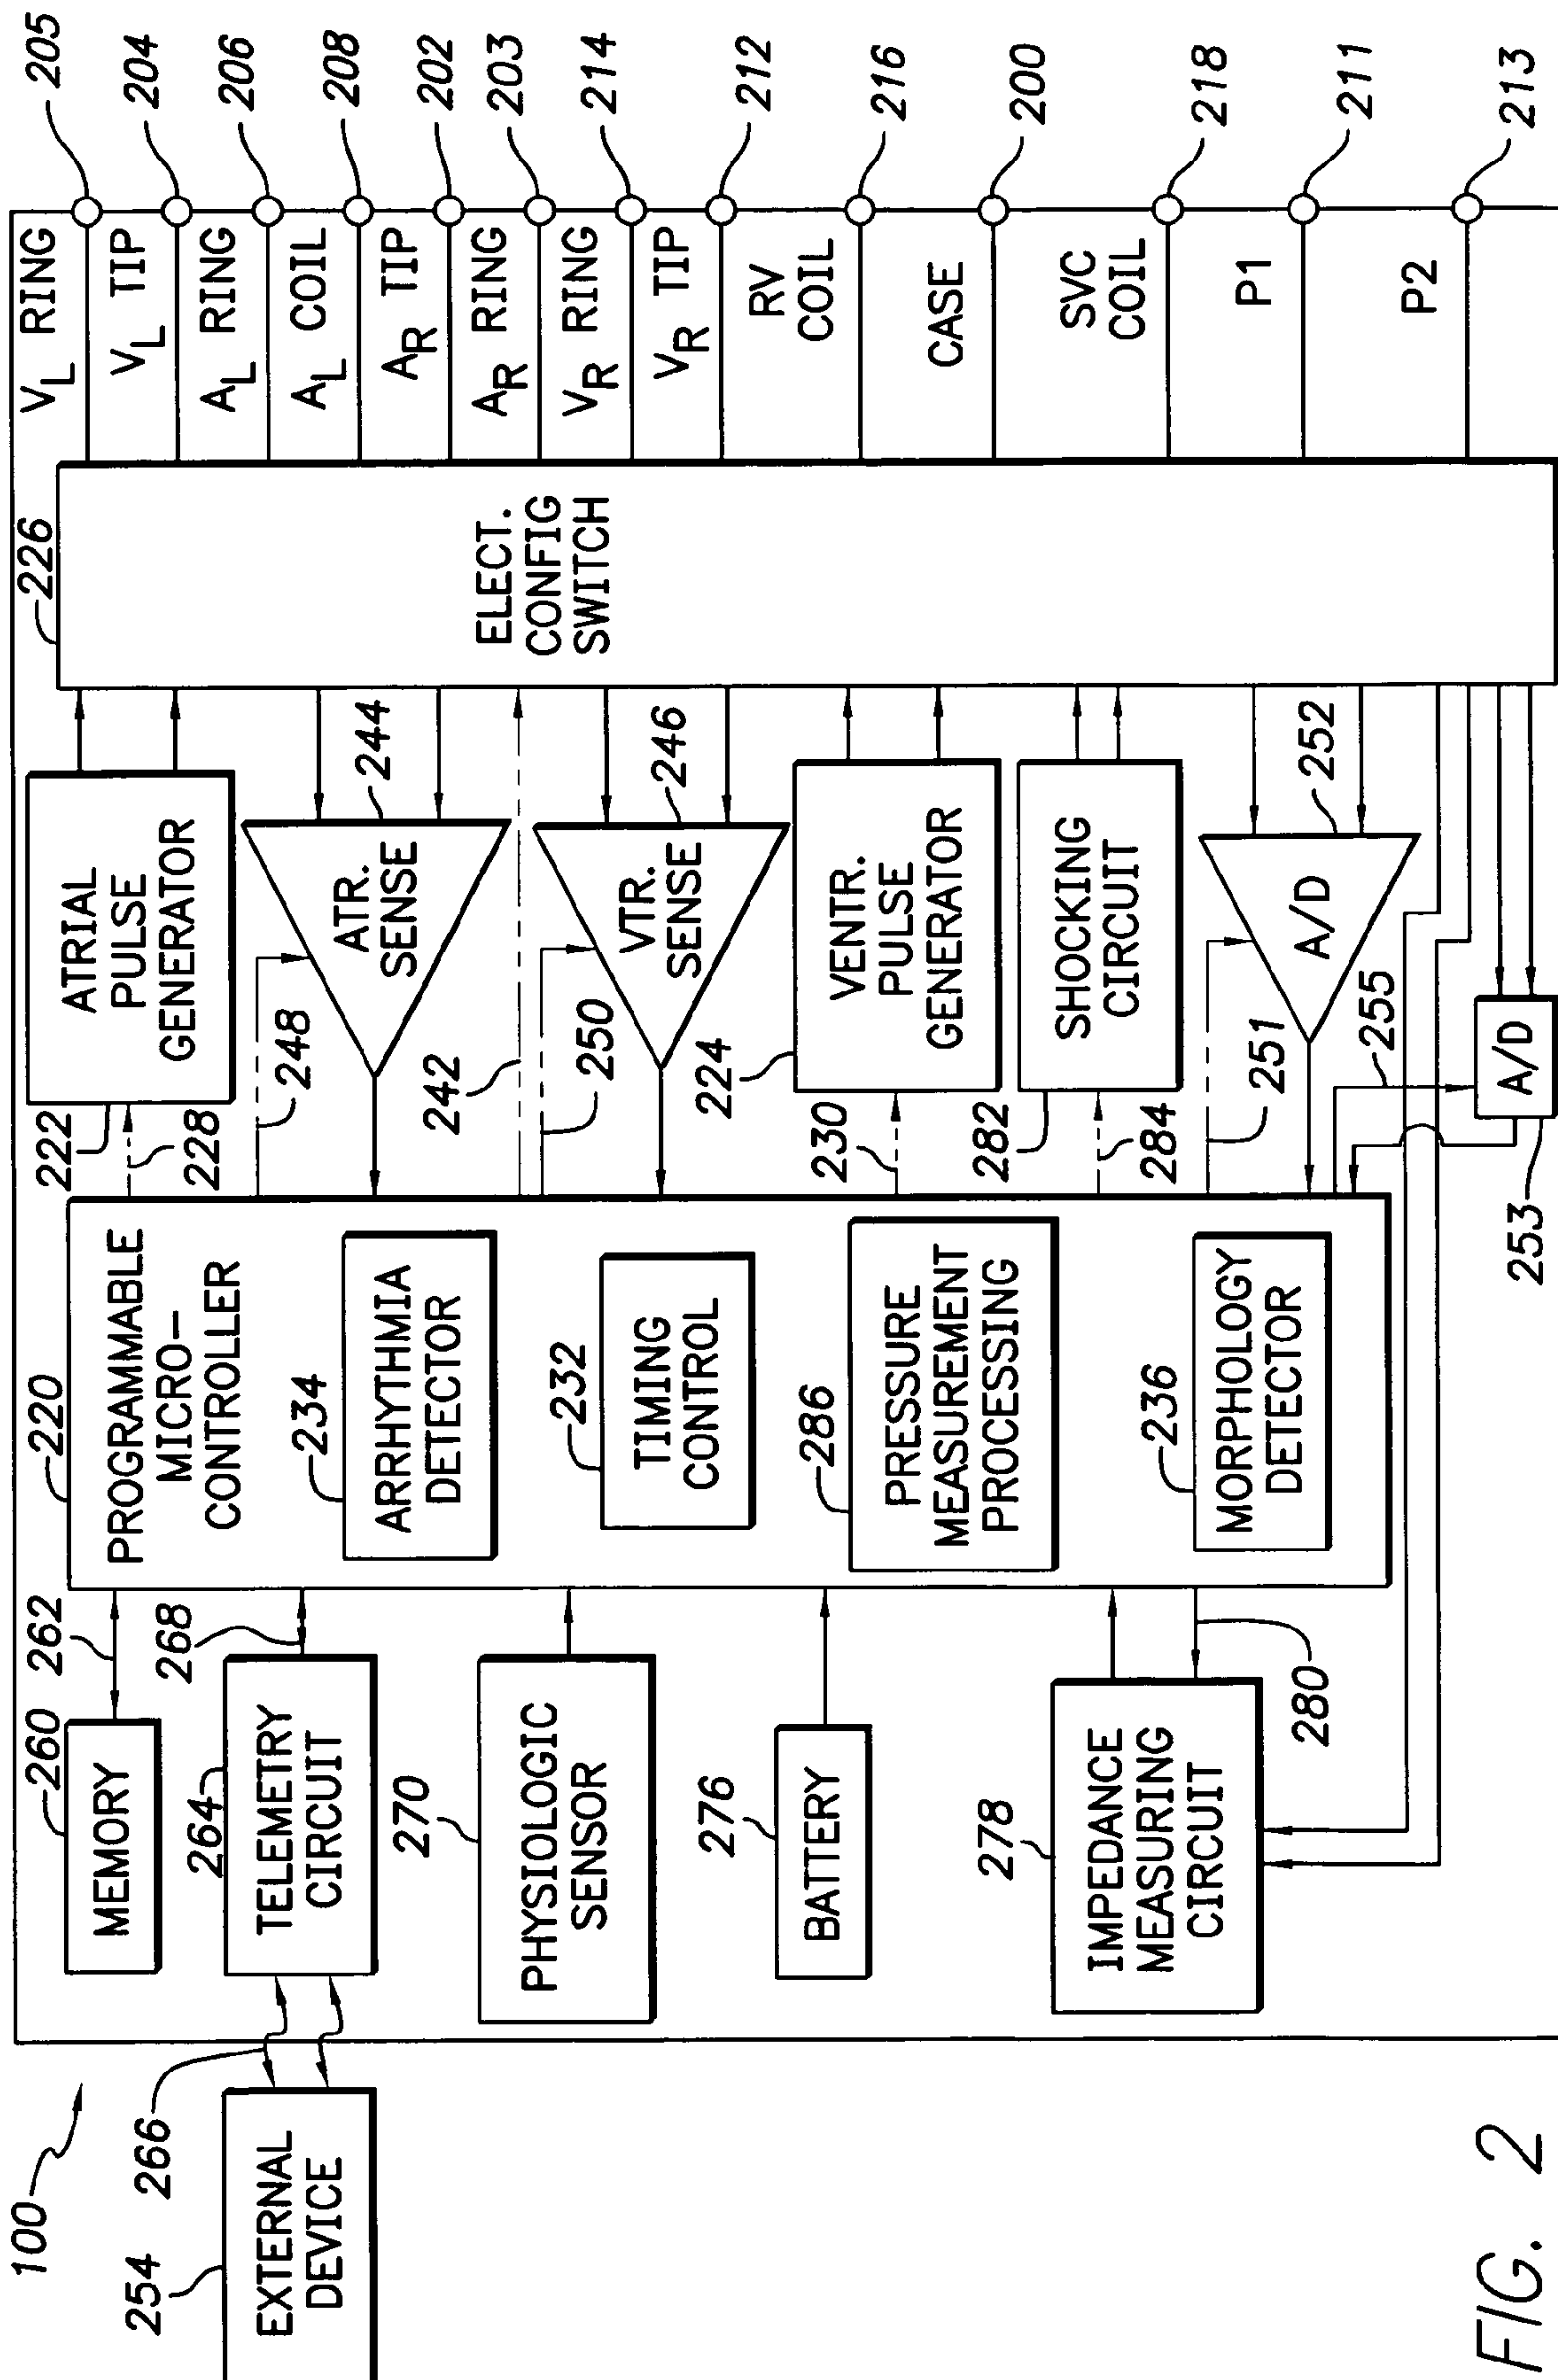 100
254
EXTERNAL
DEVICE
266
260
MEMORY
262
264
TELEMETRY
CIRCUIT
268
270
PHYSIOLOGIC
SENSOR
276
BATTERY
278
IMPEDANCE
MEASURING
CIRCUIT
280
220
PROGRAMMABLE
MICRO-
CONTROLLER
234
ARRHYTHMIA
DETECTOR
232
TIMING
CONTROL
286
PRESSURE
MEASUREMENT
PROCESSING
236
MORPHOLOGY
DETECTOR
222
228
ATRIAL
PULSE
GENERATOR
248
ATR.
SENSE
244
242
250
VTR.
SENSE
246
224
230
VENTR.
PULSE
GENERATOR
282
284
SHOCKING
CIRCUIT
251
A/D
252
255
A/D
253
226
ELECT.
CONFIG
SWITCH
VL RING
205
VL TIP
204
AL RING
206
AL COIL
208
AR TIP
202
AR RING
203
VR RING
214
VR TIP
212
RV
COIL
216
CASE
200
SVC
COIL
218
P1
211
P2
213
FIG. 2